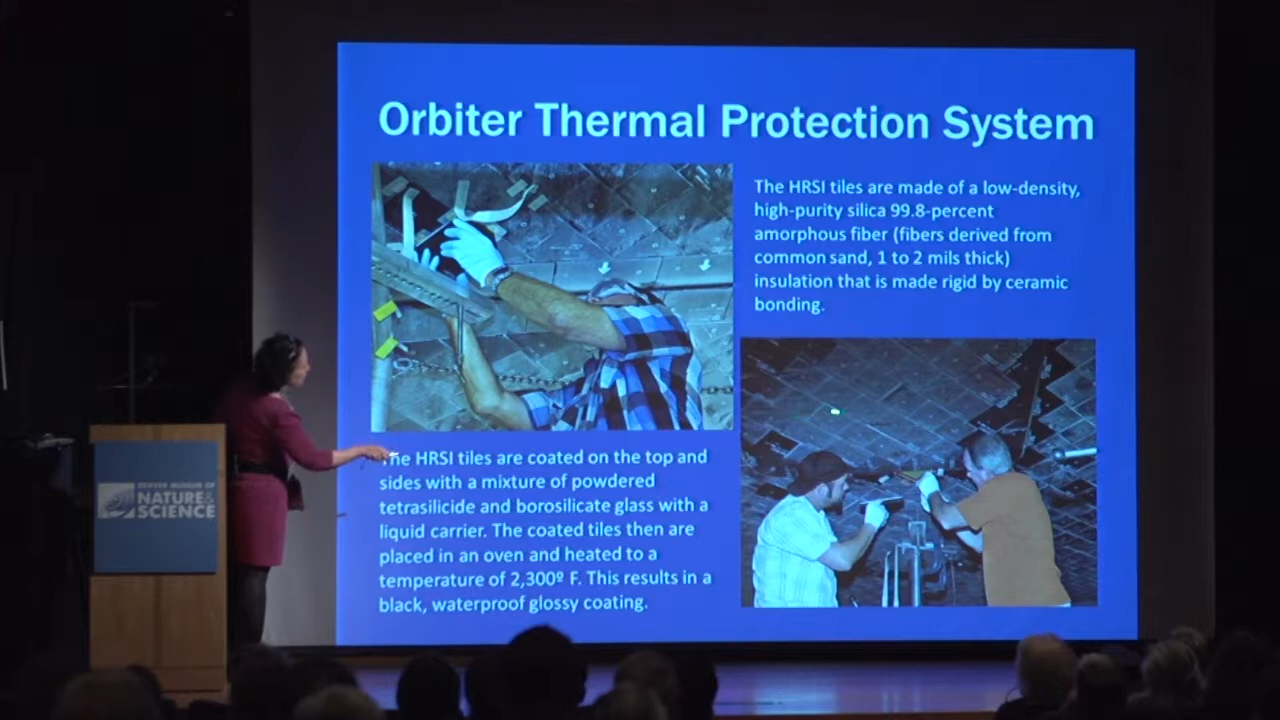 Orbiter Thermal Protection System
The HRSI tiles are made of a low-density,
high-purity silica 99.8-percent
amorphous fiber (fibers derived from
common sand, 1 to 2 mils thick)
insulation that is made rigid by ceramic
bonding.
The HRSI tiles are coated on the top and
sides with a mixture of powdered
tetrasilicide and borosilicate glass with a
liquid carrier. The coated tiles then are
placed in an oven and heated to a
temperature of 2,300º F. This results in a
black, waterproof glossy coating.
DENVER MUSEUM OF
NATURE &
SCIENCE